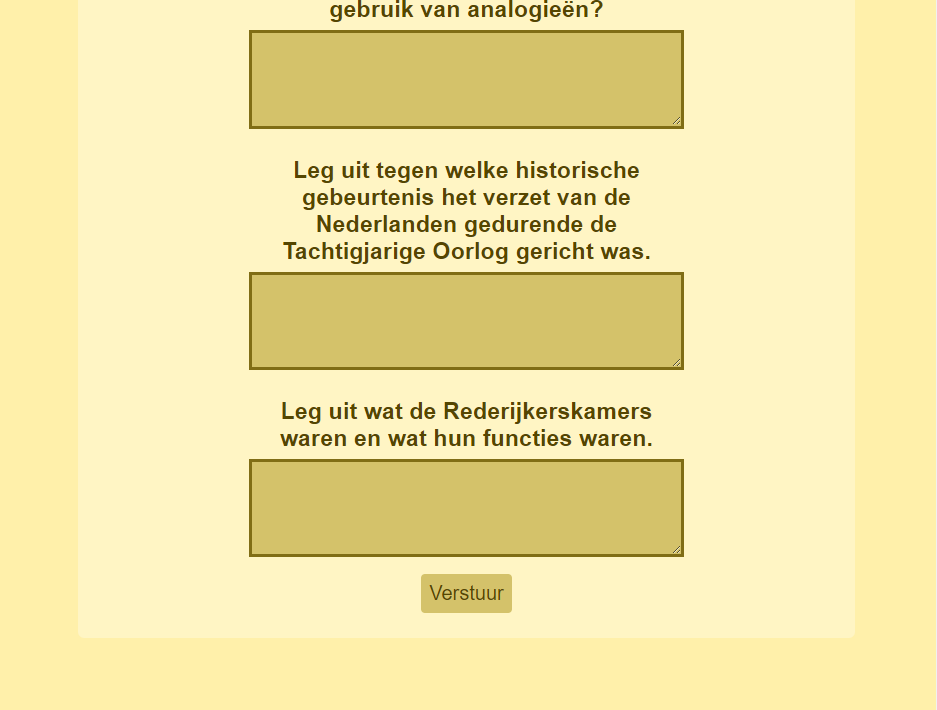 gebruik van analogieën?
Leg uit tegen welke historische
gebeurtenis het verzet van de
Nederlanden gedurende de
Tachtigjarige Oorlog gericht was.
Leg uit wat de Rederijkerskamers
waren en wat hun functies waren.
Verstuur